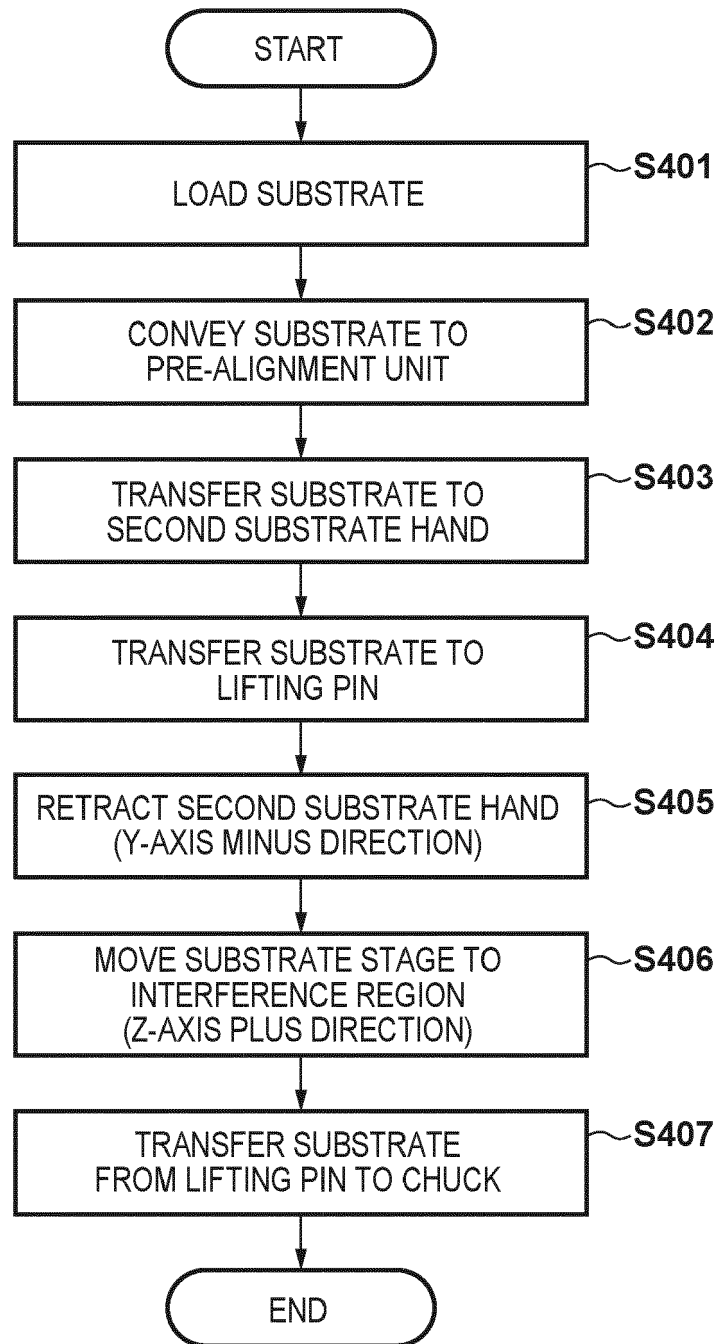 START
LOAD SUBSTRATE
S401
CONVEY SUBSTRATE TO
PRE-ALIGNMENT UNIT
S402
TRANSFER SUBSTRATE TO
SECOND SUBSTRATE HAND
S403
TRANSFER SUBSTRATE TO
LIFTING PIN
S404
RETRACT SECOND SUBSTRATE HAND
(Y-AXIS MINUS DIRECTION)
S405
MOVE SUBSTRATE STAGE TO
INTERFERENCE REGION
(Z-AXIS PLUS DIRECTION)
S406
TRANSFER SUBSTRATE
FROM LIFTING PIN TO CHUCK
S407
END